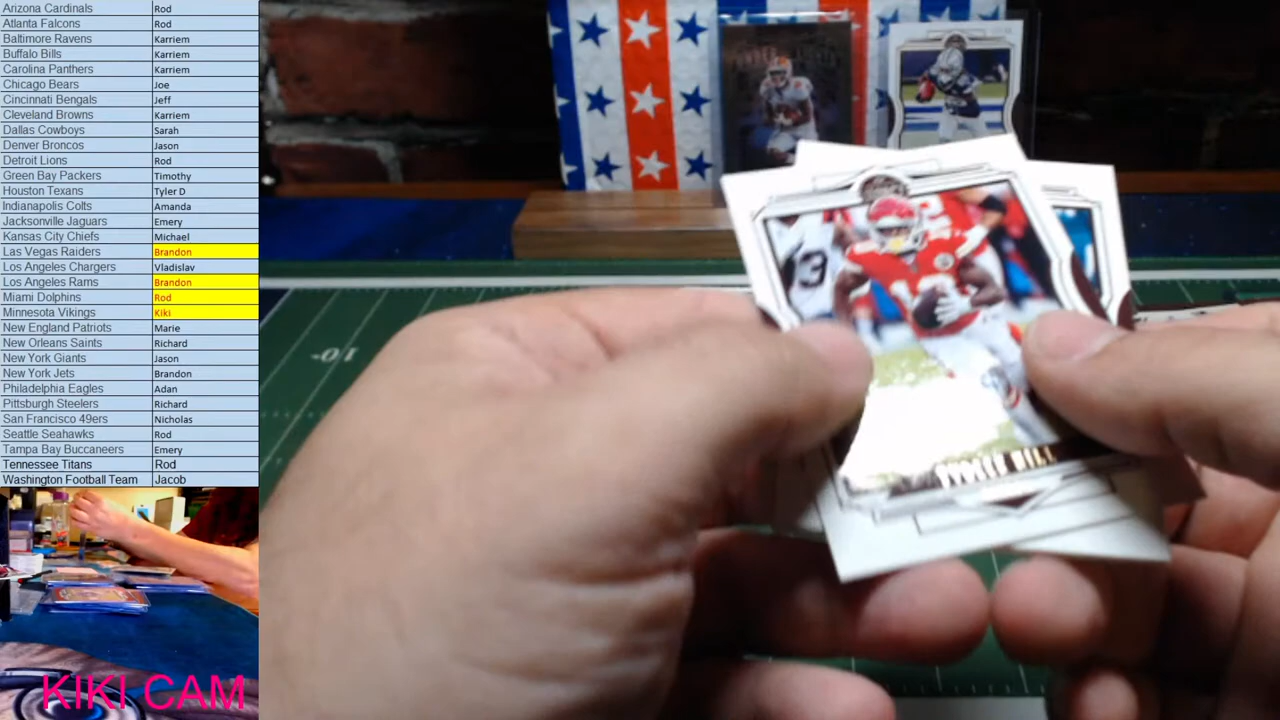 Arizona Cardinals Rod
Atlanta Falcons Rod
Baltimore Ravens Karriem
Buffalo Bills Karriem
Carolina Panthers Karriem
Chicago Bears Joe
Cincinnati Bengals Jeff
Cleveland Browns Karriem
Dallas Cowboys Sarah
Denver Broncos Jason
Detroit Lions Rod
Green Bay Packers Timothy
Houston Texans Tyler D
Indianapolis Colts Amanda
Jacksonville Jaguars Emery
Kansas City Chiefs Michael
Las Vegas Raiders Brandon
Los Angeles Chargers Vladislav
Los Angeles Rams Brandon
Miami Dolphins Rod
Minnesota Vikings Kiki
New England Patriots Marie
New Orleans Saints Richard
New York Giants Jason
New York Jets Brandon
Philadelphia Eagles Adan
Pittsburgh Steelers Richard
San Francisco 49ers Nicholas
Seattle Seahawks Rod
Tampa Bay Buccaneers Emery
Tennessee Titans Rod
Washington Football Team Jacob
KIKI CAM
TYREEK HILL
10